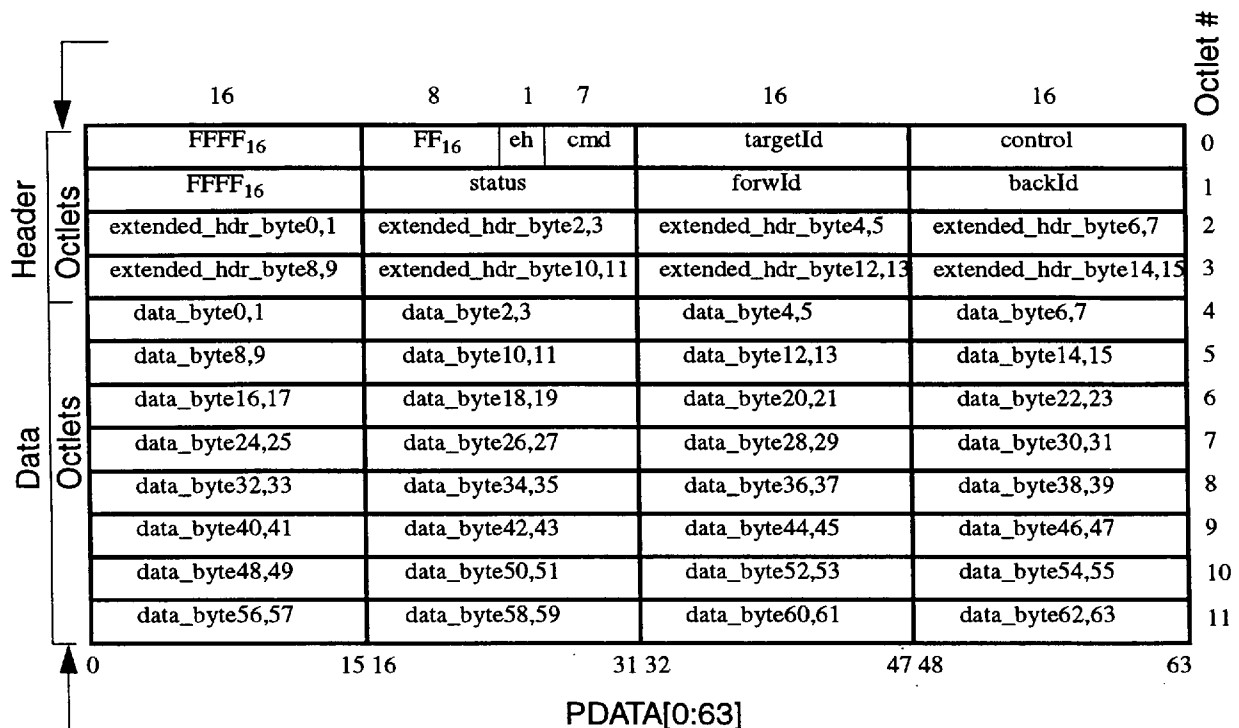 Octlet #
16 8 1 7 16 16
FFFF16 FF16 eh cmd targetId control 0
FFFF16 status forwId backId 1
extended_hdr_byte0,1 extended_hdr_byte2,3 extended_hdr_byte4,5 extended_hdr_byte6,7 2
extended_hdr_byte8,9 extended_hdr_byte10,11 extended_hdr_byte12,13 extended_hdr_byte14,15 3
data_byte0,1 data_byte2,3 data_byte4,5 data_byte6,7 4
data_byte8,9 data_byte10,11 data_byte12,13 data_byte14,15 5
data_byte16,17 data_byte18,19 data_byte20,21 data_byte22,23 6
data_byte24,25 data_byte26,27 data_byte28,29 data_byte30,31 7
data_byte32,33 data_byte34,35 data_byte36,37 data_byte38,39 8
data_byte40,41 data_byte42,43 data_byte44,45 data_byte46,47 9
data_byte48,49 data_byte50,51 data_byte52,53 data_byte54,55 10
data_byte56,57 data_byte58,59 data_byte60,61 data_byte62,63 11
Header
Octlets
Data
Octlets
0 15 16 31 32 47 48 63
PDATA[0:63]